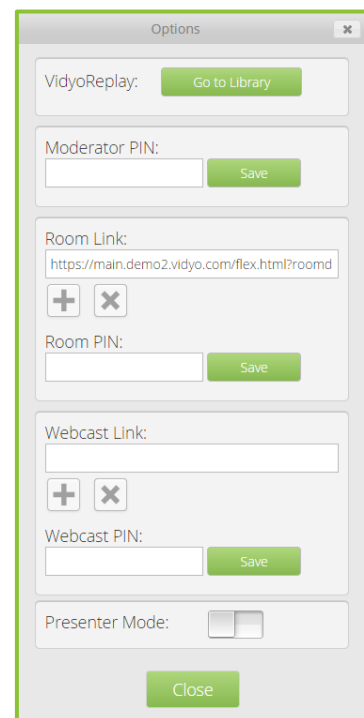 Options
VidyoReplay: Go to Library
Moderator PIN:
Save
Room Link:
https://main.demo2.vidyo.com/flex.html?roomd
Room PIN:
Save
Webcast Link:
Webcast PIN:
Save
Presenter Mode:
Close